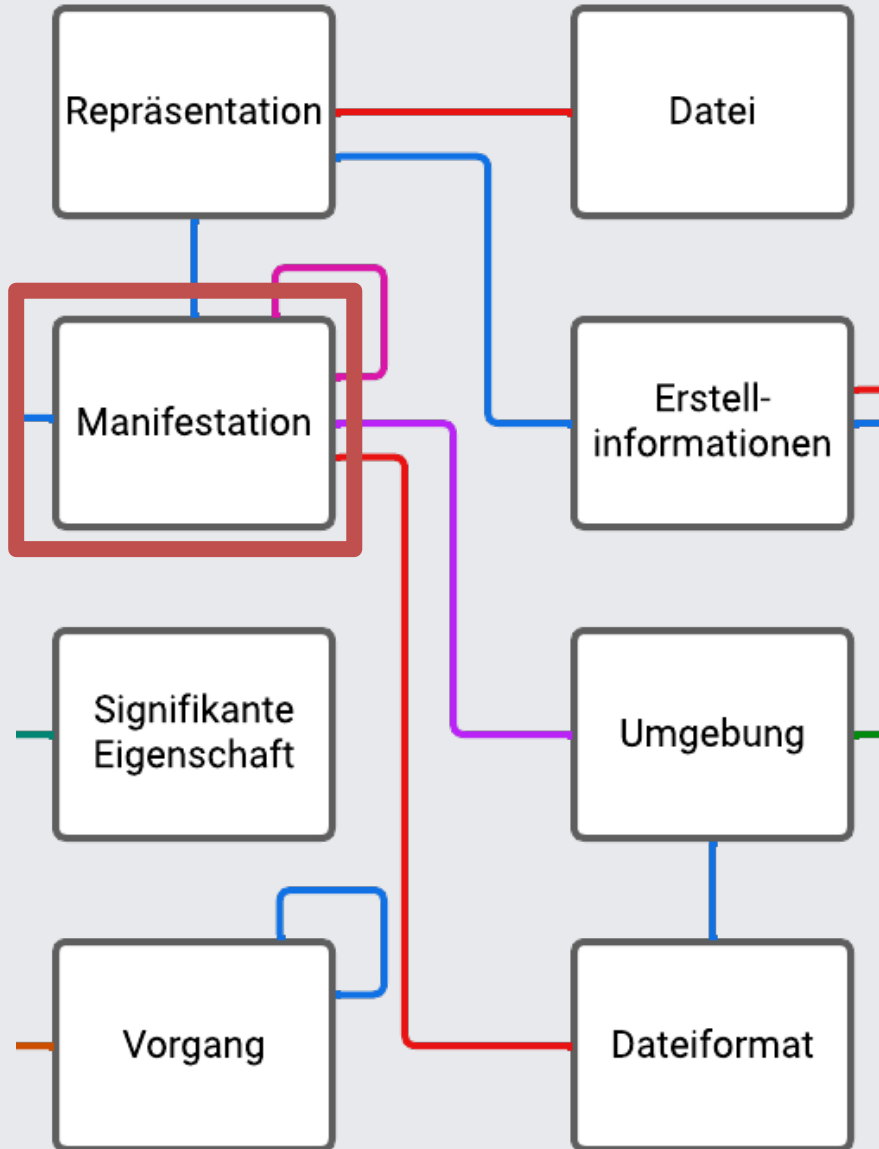 Repräsentation
Datei
Manifestation
Erstell-
informationen
Signifikante
Eigenschaft
Umgebung
Vorgang
Dateiformat